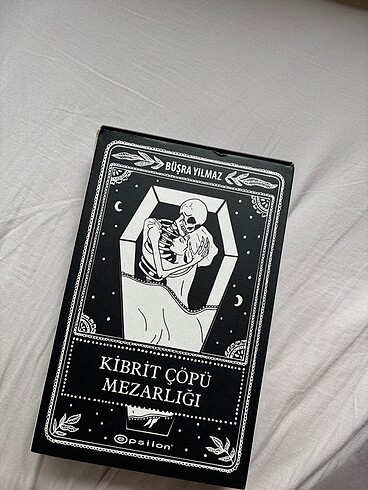 BÜŞRA YILMAZ
KİBRİT ÇÖPÜ
MEZARLIĞI
epsilon